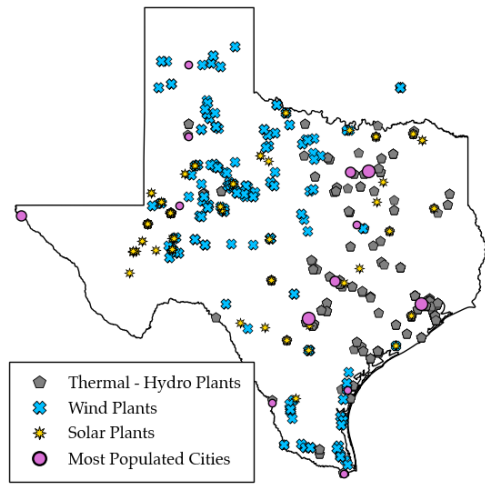 Thermal - Hydro Plants
Wind Plants
Solar Plants
Most Populated Cities